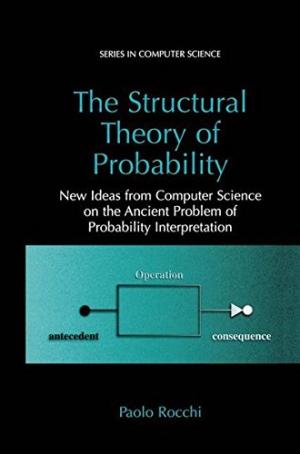 SERIES IN COMPUTER SCIENCE
The Structural
Theory of
Probability
New Ideas from Computer Science
on the Ancient Problem of
Probability Interpretation
Operation
antecedent
consequence
Paolo Rocchi